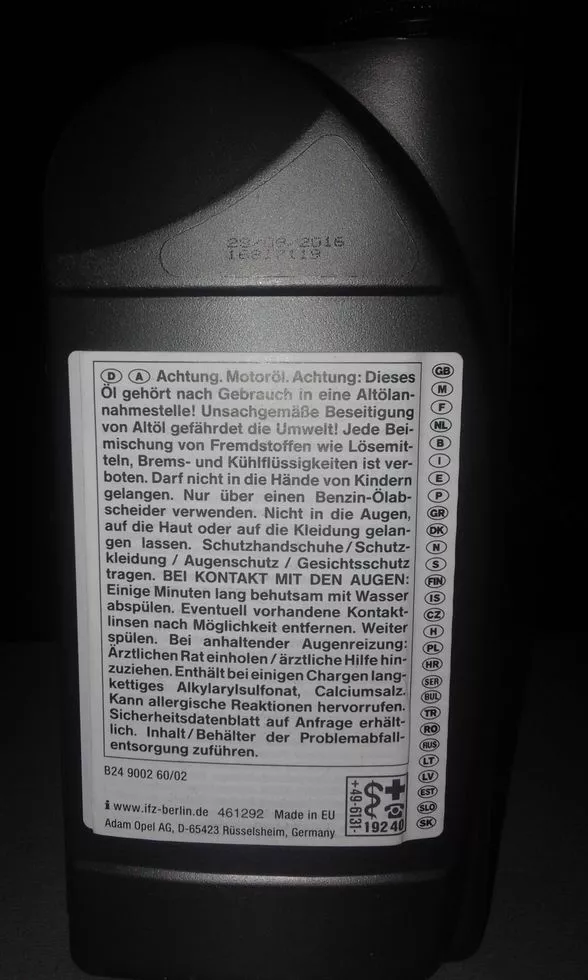 29/09/2016
16817119
D A Achtung. Motoröl. Achtung: Dieses
Öl gehört nach Gebrauch in eine Altölan-
nahmestelle! Unsachgemäße Beseitigung
von Altöl gefährdet die Umwelt! Jede Bei-
mischung von Fremdstoffen wie Lösemit-
teln, Brems- und Kühlflüssigkeiten ist ver-
boten. Darf nicht in die Hände von Kindern
gelangen. Nur über einen Benzin-Ölab-
scheider verwenden. Nicht in die Augen,
auf die Haut oder auf die Kleidung gelan-
gen lassen. Schutzhandschuhe/Schutz-
kleidung / Augenschutz / Gesichtsschutz
tragen. BEI KONTAKT MIT DEN AUGEN:
Einige Minuten lang behutsam mit Wasser
abspülen. Eventuell vorhandene Kontakt-
linsen nach Möglichkeit entfernen. Weiter
spülen. Bei anhaltender Augenreizung:
Ärztlichen Rat einholen / ärztliche Hilfe hin-
zuziehen. Enthält bei einigen Chargen lang-
kettiges Alkylarylsulfonat, Calciumsalz.
Kann allergische Reaktionen hervorrufen.
Sicherheitsdatenblatt auf Anfrage erhält-
lich. Inhalt/Behälter der Problemabfall-
entsorgung zuführen.
B24 9002 60/02
i www.ifz-berlin.de 461292 Made in EU
Adam Opel AG, D-65423 Rüsselsheim, Germany
+49-6131-
19240
GB
M
F
NL
B
I
E
P
GR
DK
N
S
FIN
IS
CZ
H
PL
HR
SER
BUL
TR
RO
RUS
LT
LV
EST
SLO
SK